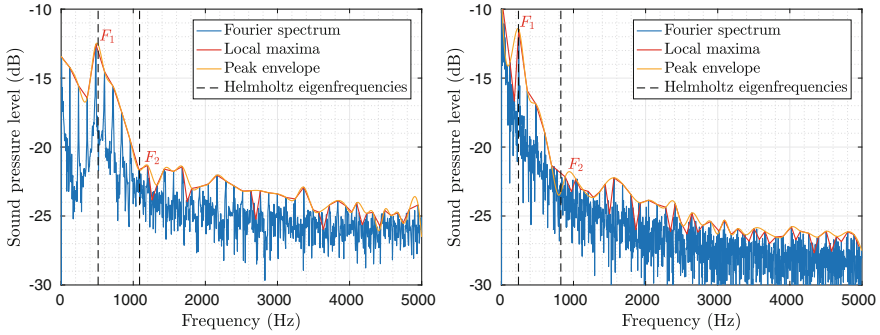 -10
-15
-20
-25
-30
Sound pressure level (dB)
0
1000
2000
3000
4000
5000
Frequency (Hz)
F1
F2
Fourier spectrum
Local maxima
Peak envelope
Helmholtz eigenfrequencies
-10
-15
-20
-25
-30
Sound pressure level (dB)
0
1000
2000
3000
4000
5000
Frequency (Hz)
F1
F2
Fourier spectrum
Local maxima
Peak envelope
Helmholtz eigenfrequencies